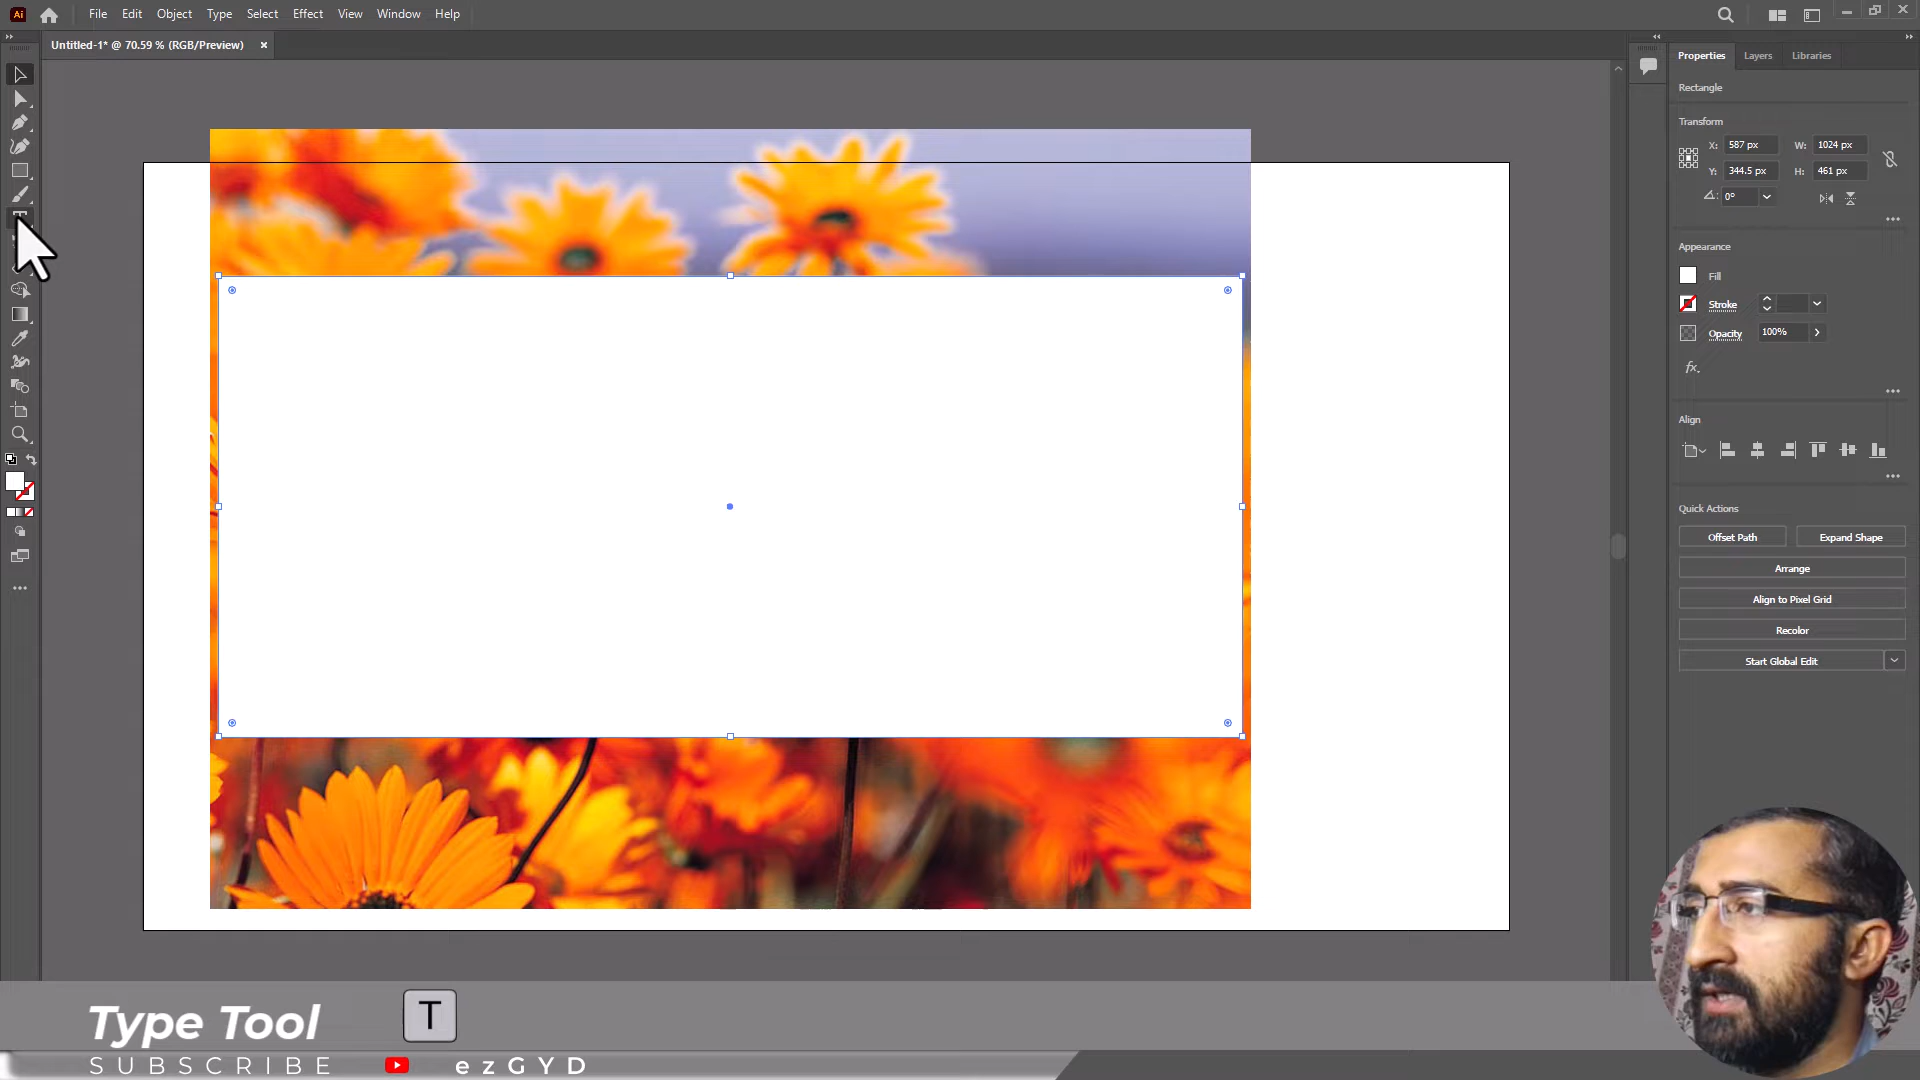 Ai File Edit Object Type Select Effect View Window Help
Untitled-1* @ 70.59 % (RGB/Preview) ×
Properties Layers Libraries
Rectangle
Transform
X: 587 px W: 1024 px
Y: 344.5 px H: 461 px
0°
Appearance
Fill
Stroke
Opacity 100%
fx
Align
Quick Actions
Offset Path Expand Shape
Arrange
Align to Pixel Grid
Recolor
Start Global Edit
Type Tool T
SUBSCRIBE ezGYD